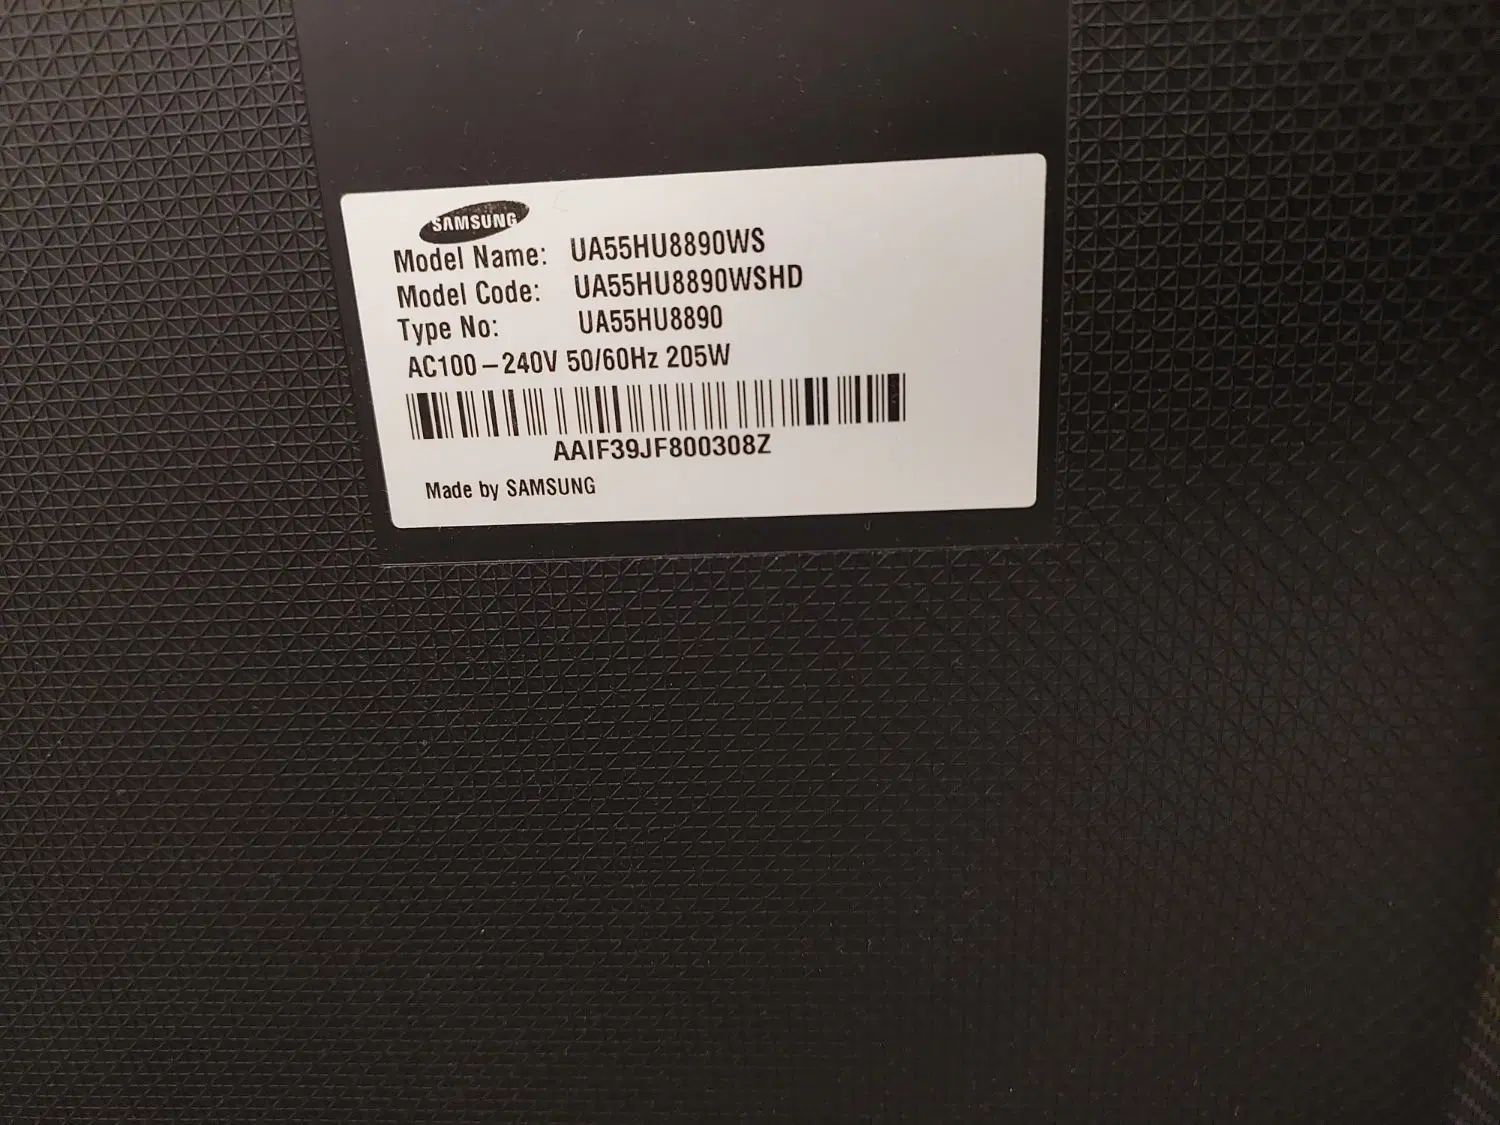 SAMSUNG
Model Name: UA55HU8890WS
Model Code: UA55HU8890WSHD
Type No: UA55HU8890
AC100-240V 50/60Hz 205W
AAIF39JF800308Z
Made by SAMSUNG